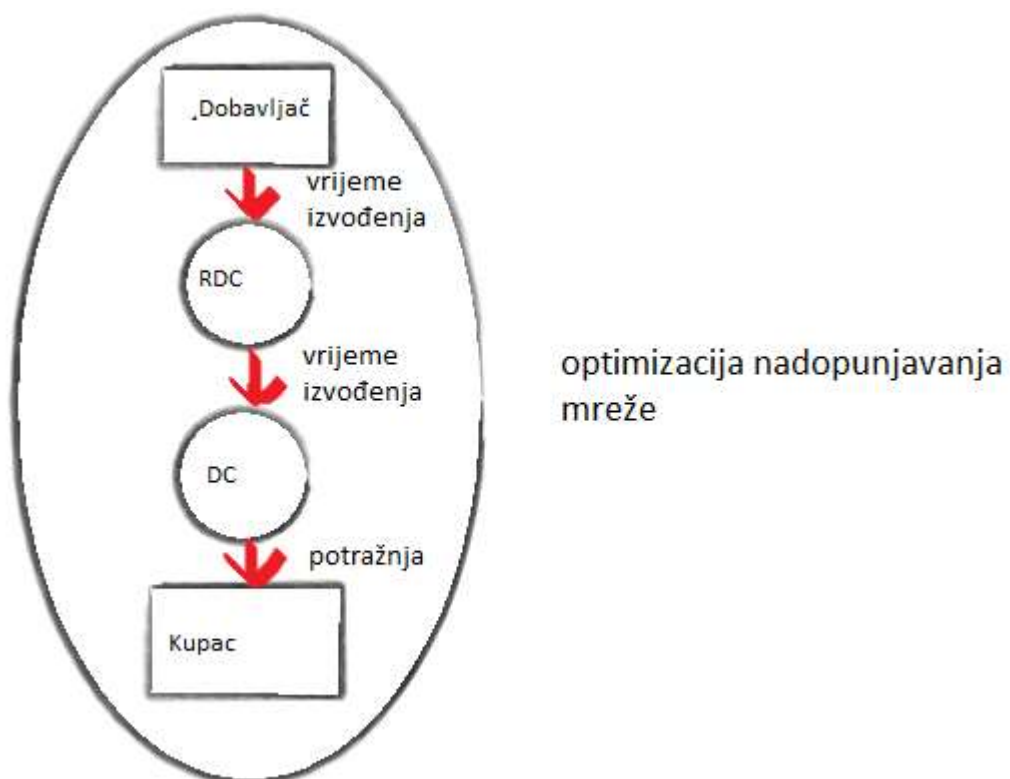 „Dobavljač
vrijeme
izvođenja
RDC
vrijeme
izvođenja
DC
potražnja
Kupac
optimizacija nadopunjavanja
mreže